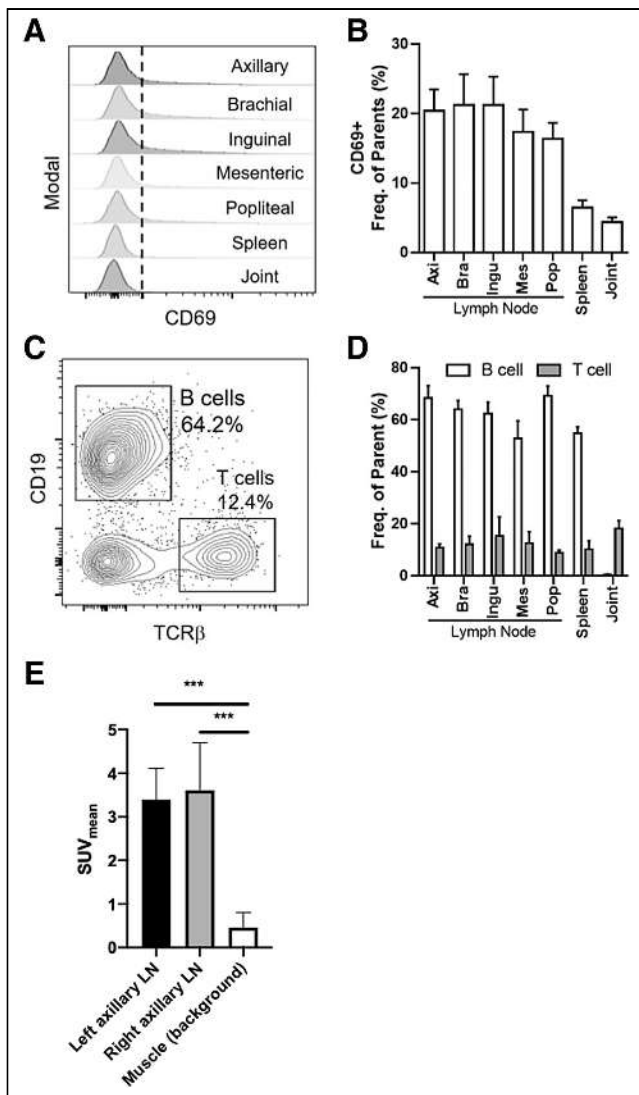 A
Axillary
Brachial
Inguinal
Mesenteric
Popliteal
Spleen
Joint
Modal
CD69
B
30
20
10
0
CD69+
Freq. of Parents (%)
Axi
Bra
Ingu
Mes
Pop
Spleen
Joint
Lymph Node
C
B cells
64.2%
T cells
12.4%
CD19
TCRβ
D
B cell
T cell
80
60
40
20
0
Freq. of Parent (%)
Axi
Bra
Ingu
Mes
Pop
Spleen
Joint
Lymph Node
E
***
***
5
4
3
2
1
0
SUVmean
Left axillary LN
Right axillary LN
Muscle (background)